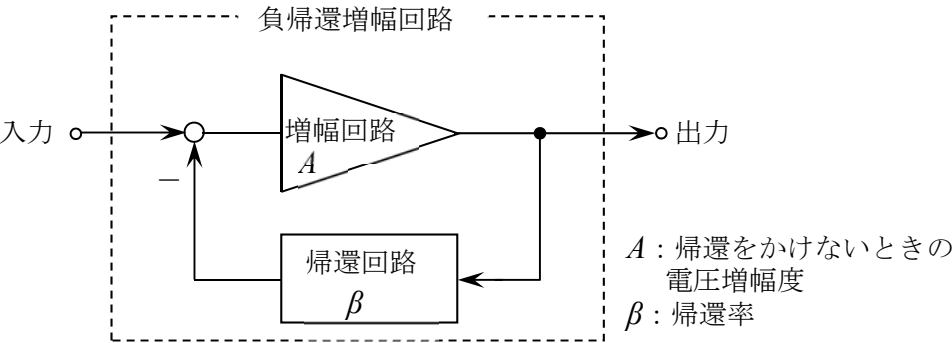 負帰還増幅回路
入力
増幅回路
A
出力
−
帰還回路
β
A：帰還をかけないときの
電圧増幅度
β：帰還率